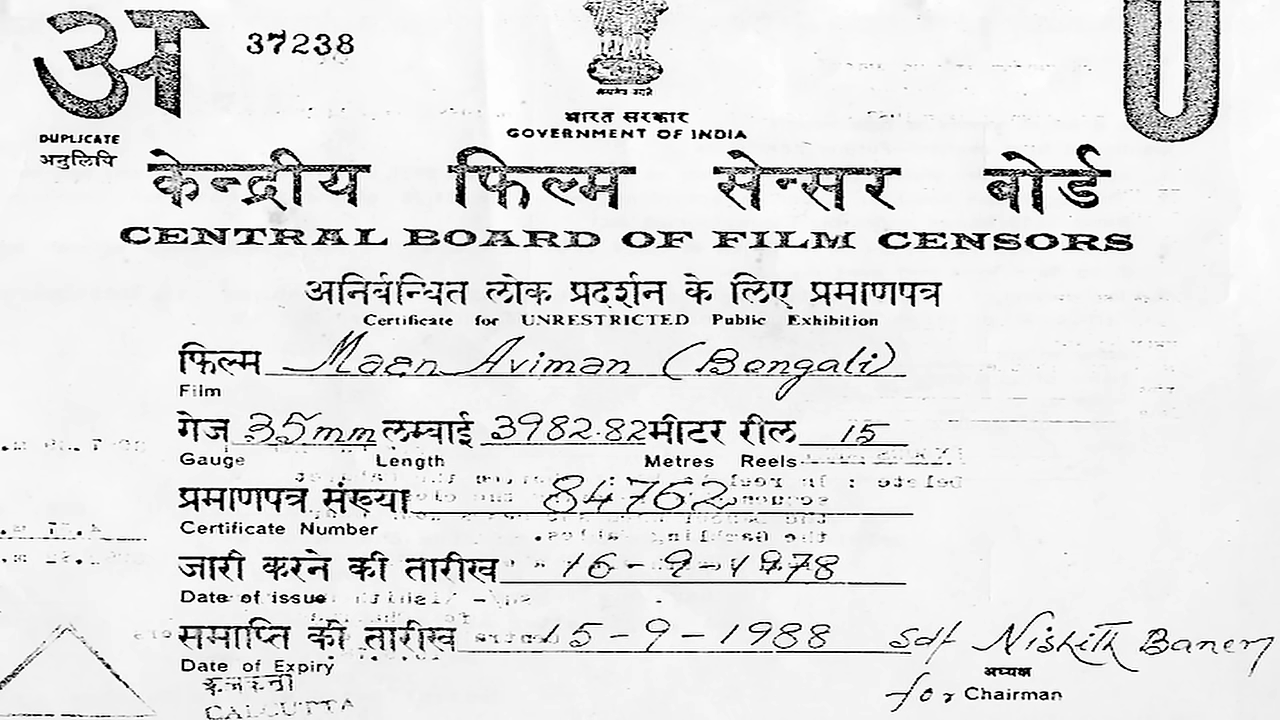 अ
37238
U
DUPLICATE
अनुलिपि
भारत सरकार
GOVERNMENT OF INDIA
केन्द्रीय फिल्म सेन्सर बोर्ड
CENTRAL BOARD OF FILM CENSORS
अनिर्बन्धित लोक प्रदर्शन के लिए प्रमाणपत्र
Certificate for UNRESTRICTED Public Exhibition
फिल्म Maan Aviman (Bengali)
Film
गेज 35mm लम्बाई 3982.82 मीटर रील 15
Gauge Length Metres Reels
प्रमाणपत्र संख्या 84762
Certificate Number
जारी करने की तारीख 16-9-1978
Date of issue
समाप्ति की तारीख 15-9-1988 sd/ Nishith
Date of Expiry
अध्यक्ष
for Chairman
CALCUTTA